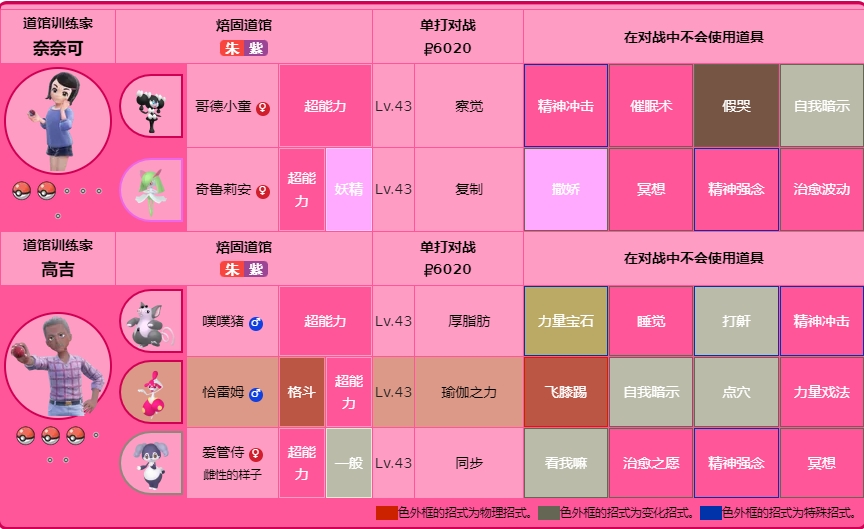 道馆训练家
奈奈可
焙固道馆
朱 紫
单打对战
₽6020
在对战中不会使用道具
哥德小童 ♀
超能力
Lv.43
察觉
精神冲击
催眠术
假哭
自我暗示
奇鲁莉安 ♀
超能
力
妖精
Lv.43
复制
撒娇
冥想
精神强念
治愈波动
道馆训练家
高吉
焙固道馆
朱 紫
单打对战
₽6020
在对战中不会使用道具
噗噗猪 ♂
超能力
Lv.43
厚脂肪
力量宝石
睡觉
打鼾
精神冲击
恰雷姆 ♂
格斗
超能
力
Lv.43
瑜伽之力
飞膝踢
自我暗示
点穴
力量戏法
爱管侍 ♀
雌性的样子
超能
力
一般
Lv.43
同步
看我嘛
治愈之愿
精神强念
冥想
色外框的招式为物理招式。 色外框的招式为变化招式。 色外框的招式为特殊招式。